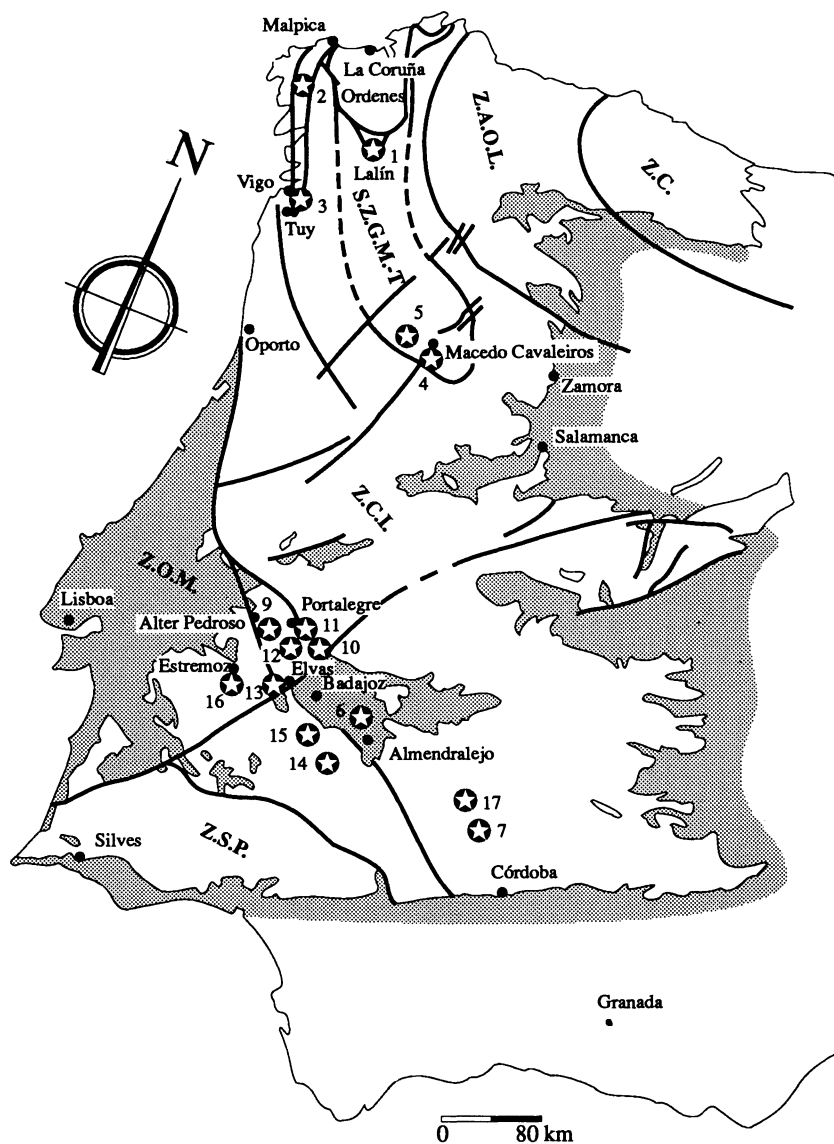 Malpica
La Coruña
Ordenes
2
1
Lalín
Z.A.O.L.
Z.C.
N
Vigo
3
Tuy
S.Z.G.M.-T
5
Oporto
Macedo Cavaleiros
4
Zamora
Salamanca
Z.C.I.
Z.O.M.
Lisboa
9
Portalegre
Alter Pedroso
11
12
10
Estremoz
Elvas
16
13
Badajoz
6
15
Almendralejo
14
17
7
Z.S.P.
Silves
Córdoba
Granada
0 80 km